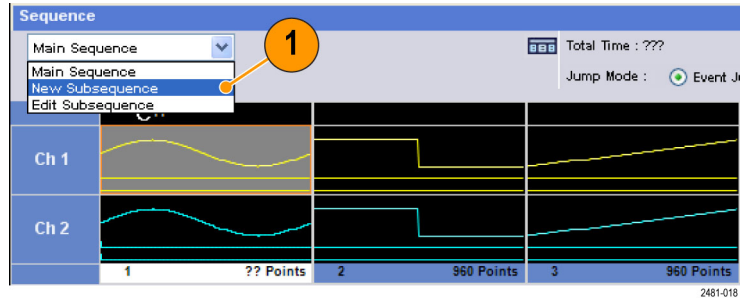 Sequence
Main Sequence
1
Total Time : ???
Main Sequence
New Subsequence
Jump Mode : Event Ju
Edit Subsequence
Ch 1
Ch 2
1 ?? Points 2 960 Points 3 960 Points
2481-018